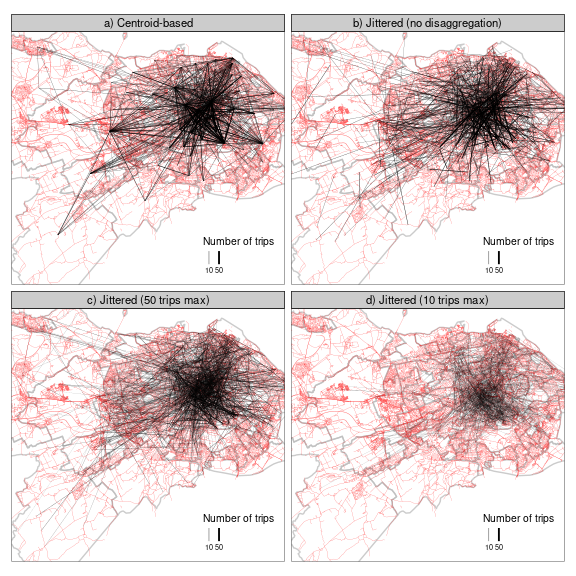 a) Centroid-based
b) Jittered (no disaggregation)
Number of trips
10 50
Number of trips
10 50
c) Jittered (50 trips max)
d) Jittered (10 trips max)
Number of trips
10 50
Number of trips
10 50